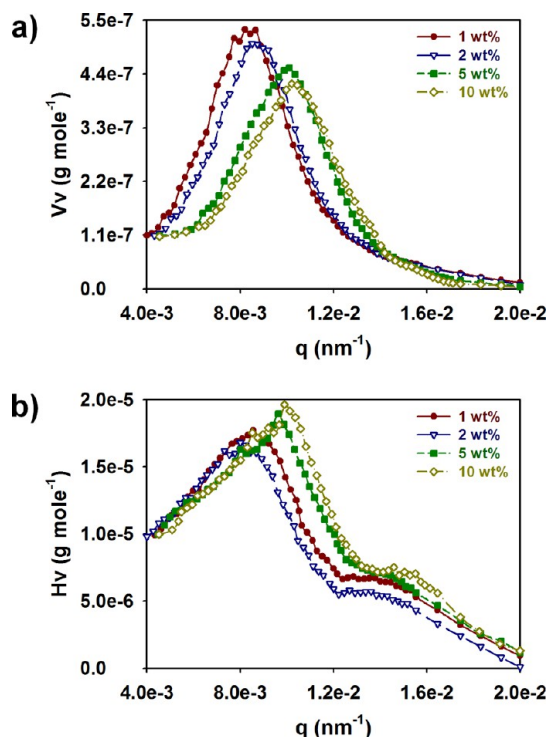 a)
5.5e-7
4.4e-7
3.3e-7
2.2e-7
1.1e-7
0.0
Vv (g mole⁻¹)
1 wt%
2 wt%
5 wt%
10 wt%
4.0e-3 8.0e-3 1.2e-2 1.6e-2 2.0e-2
q (nm⁻¹)
b)
2.0e-5
1.5e-5
1.0e-5
5.0e-6
0.0
Hv (g mole⁻¹)
1 wt%
2 wt%
5 wt%
10 wt%
4.0e-3 8.0e-3 1.2e-2 1.6e-2 2.0e-2
q (nm⁻¹)